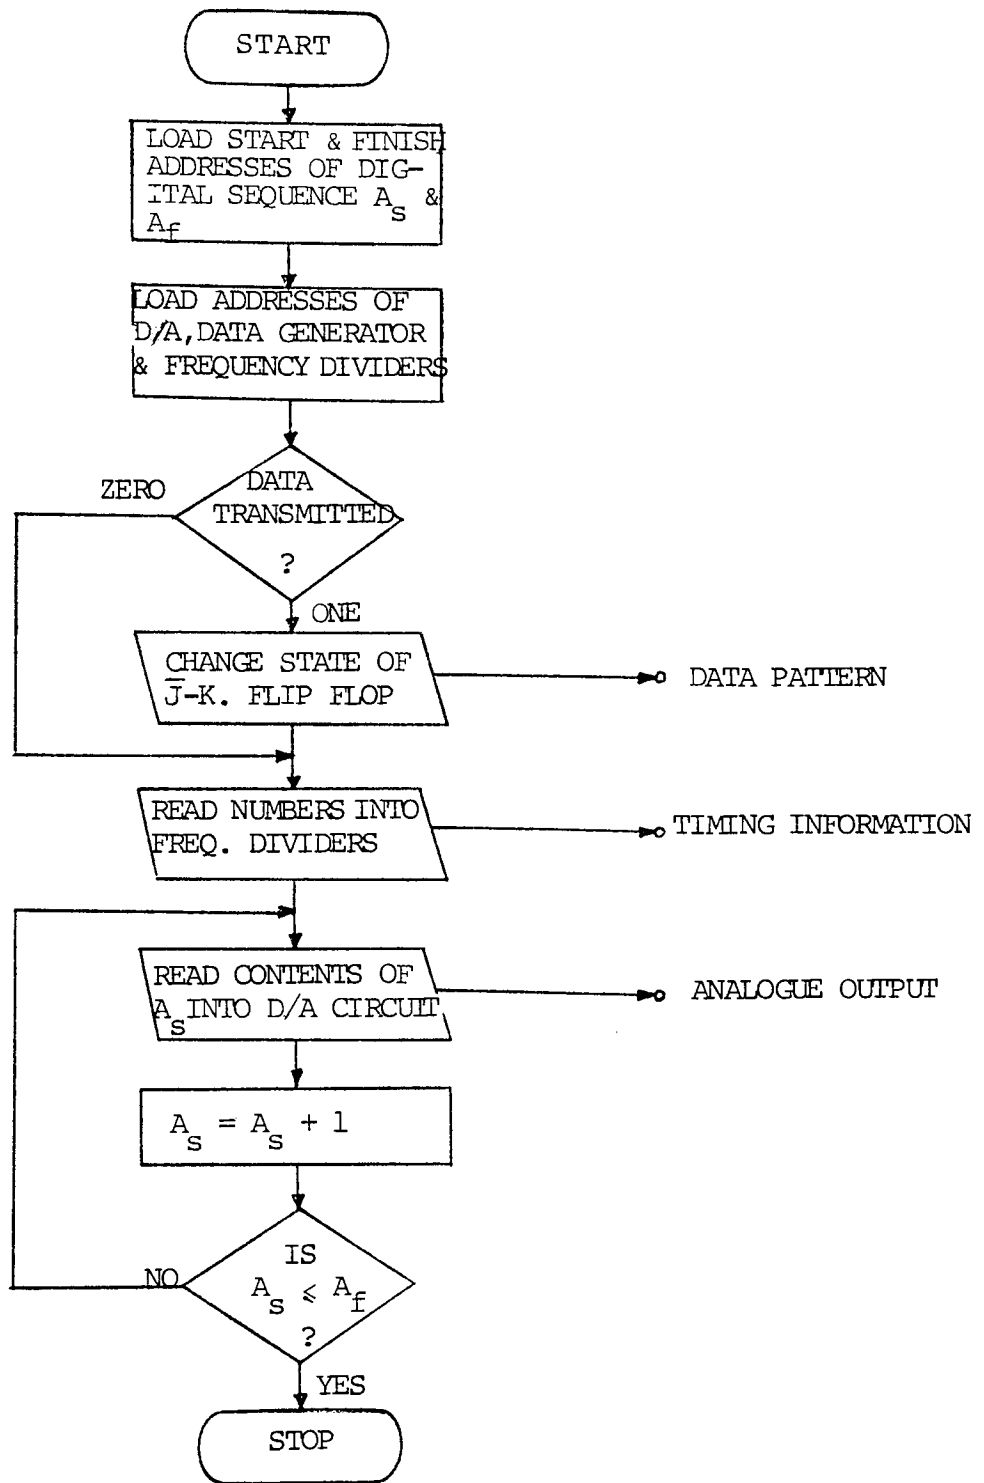 START
LOAD START & FINISH
ADDRESSES OF DIG-
ITAL SEQUENCE A_s &
A_f
LOAD ADDRESSES OF
D/A, DATA GENERATOR
& FREQUENCY DIVIDERS
DATA
TRANSMITTED
?
ZERO
ONE
CHANGE STATE OF
J̅-K. FLIP FLOP
DATA PATTERN
READ NUMBERS INTO
FREQ. DIVIDERS
TIMING INFORMATION
READ CONTENTS OF
A_s INTO D/A CIRCUIT
ANALOGUE OUTPUT
A_s = A_s + 1
IS
A_s ⩽ A_f
?
NO
YES
STOP